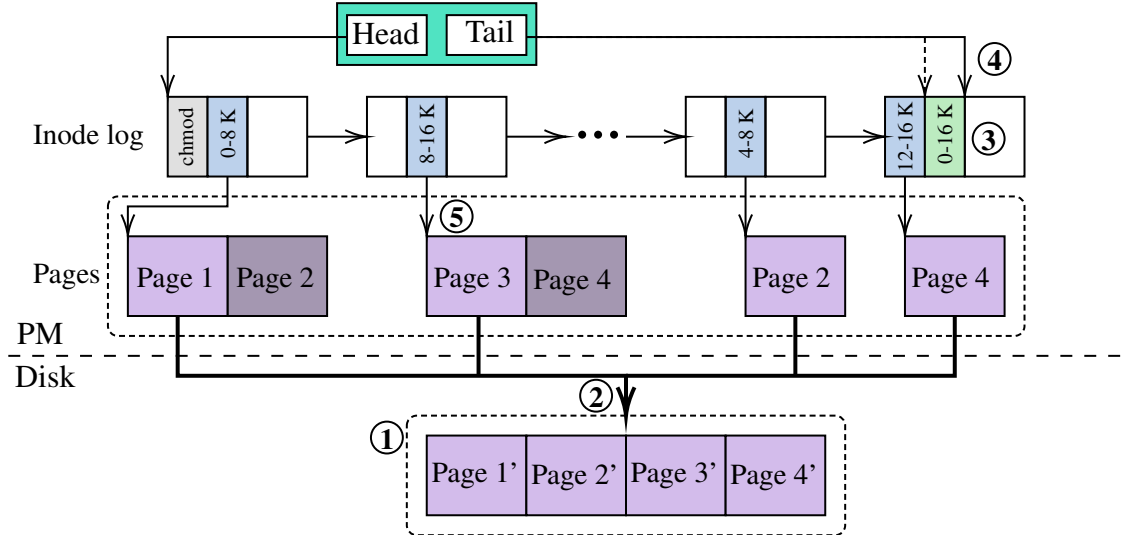 Head Tail
④
Inode log chmod 0-8 K 8-16 K ••• 4-8 K 12-16 K 0-16 K ③
⑤
Pages Page 1 Page 2 Page 3 Page 4 Page 2 Page 4
PM
Disk
②
①
Page 1’ Page 2’ Page 3’ Page 4’